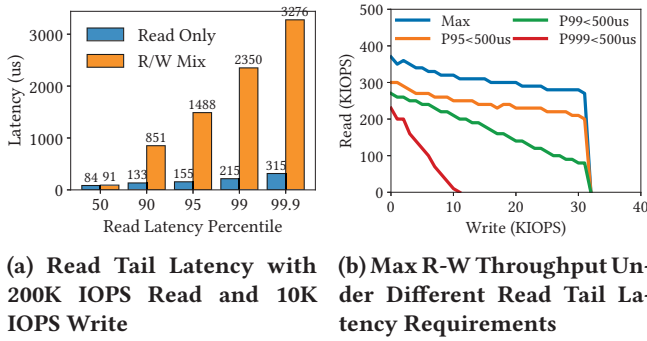 Read Only
R/W Mix
Latency (us)
3000
2000
1000
0
84 91
133
851
155
1488
215
2350
315
3276
50 90 95 99 99.9
Read Latency Percentile
(a) Read Tail Latency with
200K IOPS Read and 10K
IOPS Write
Max
P95<500us
P99<500us
P999<500us
Read (KIOPS)
500
400
300
200
100
0
0 10 20 30 40
Write (KIOPS)
(b) Max R-W Throughput Un-
der Different Read Tail La-
tency Requirements